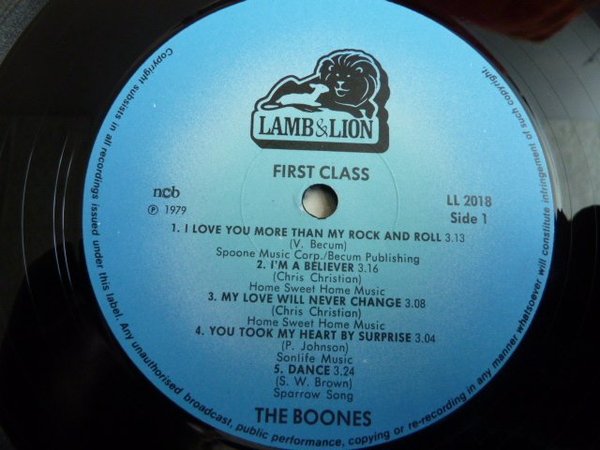 LAMB & LION
FIRST CLASS
ncb
LL 2018
℗ 1979
Side 1
1. I LOVE YOU MORE THAN MY ROCK AND ROLL 3.13
(V. Becum)
Spoone Music Corp./Becum Publishing
2. I'M A BELIEVER 3.16
(Chris Christian)
Home Sweet Home Music
3. MY LOVE WILL NEVER CHANGE 3.08
(Chris Christian)
Home Sweet Home Music
4. YOU TOOK MY HEART BY SURPRISE 3.04
(P. Johnson)
Sonlife Music
5. DANCE 3.24
(S. W. Brown)
Sparrow Song
THE BOONES
Copyright subsists in all recordings issued under this label. Any unauthorised broadcast, public performance, copying or re-recording in any manner whatsoever will constitute infringement of such copyright.